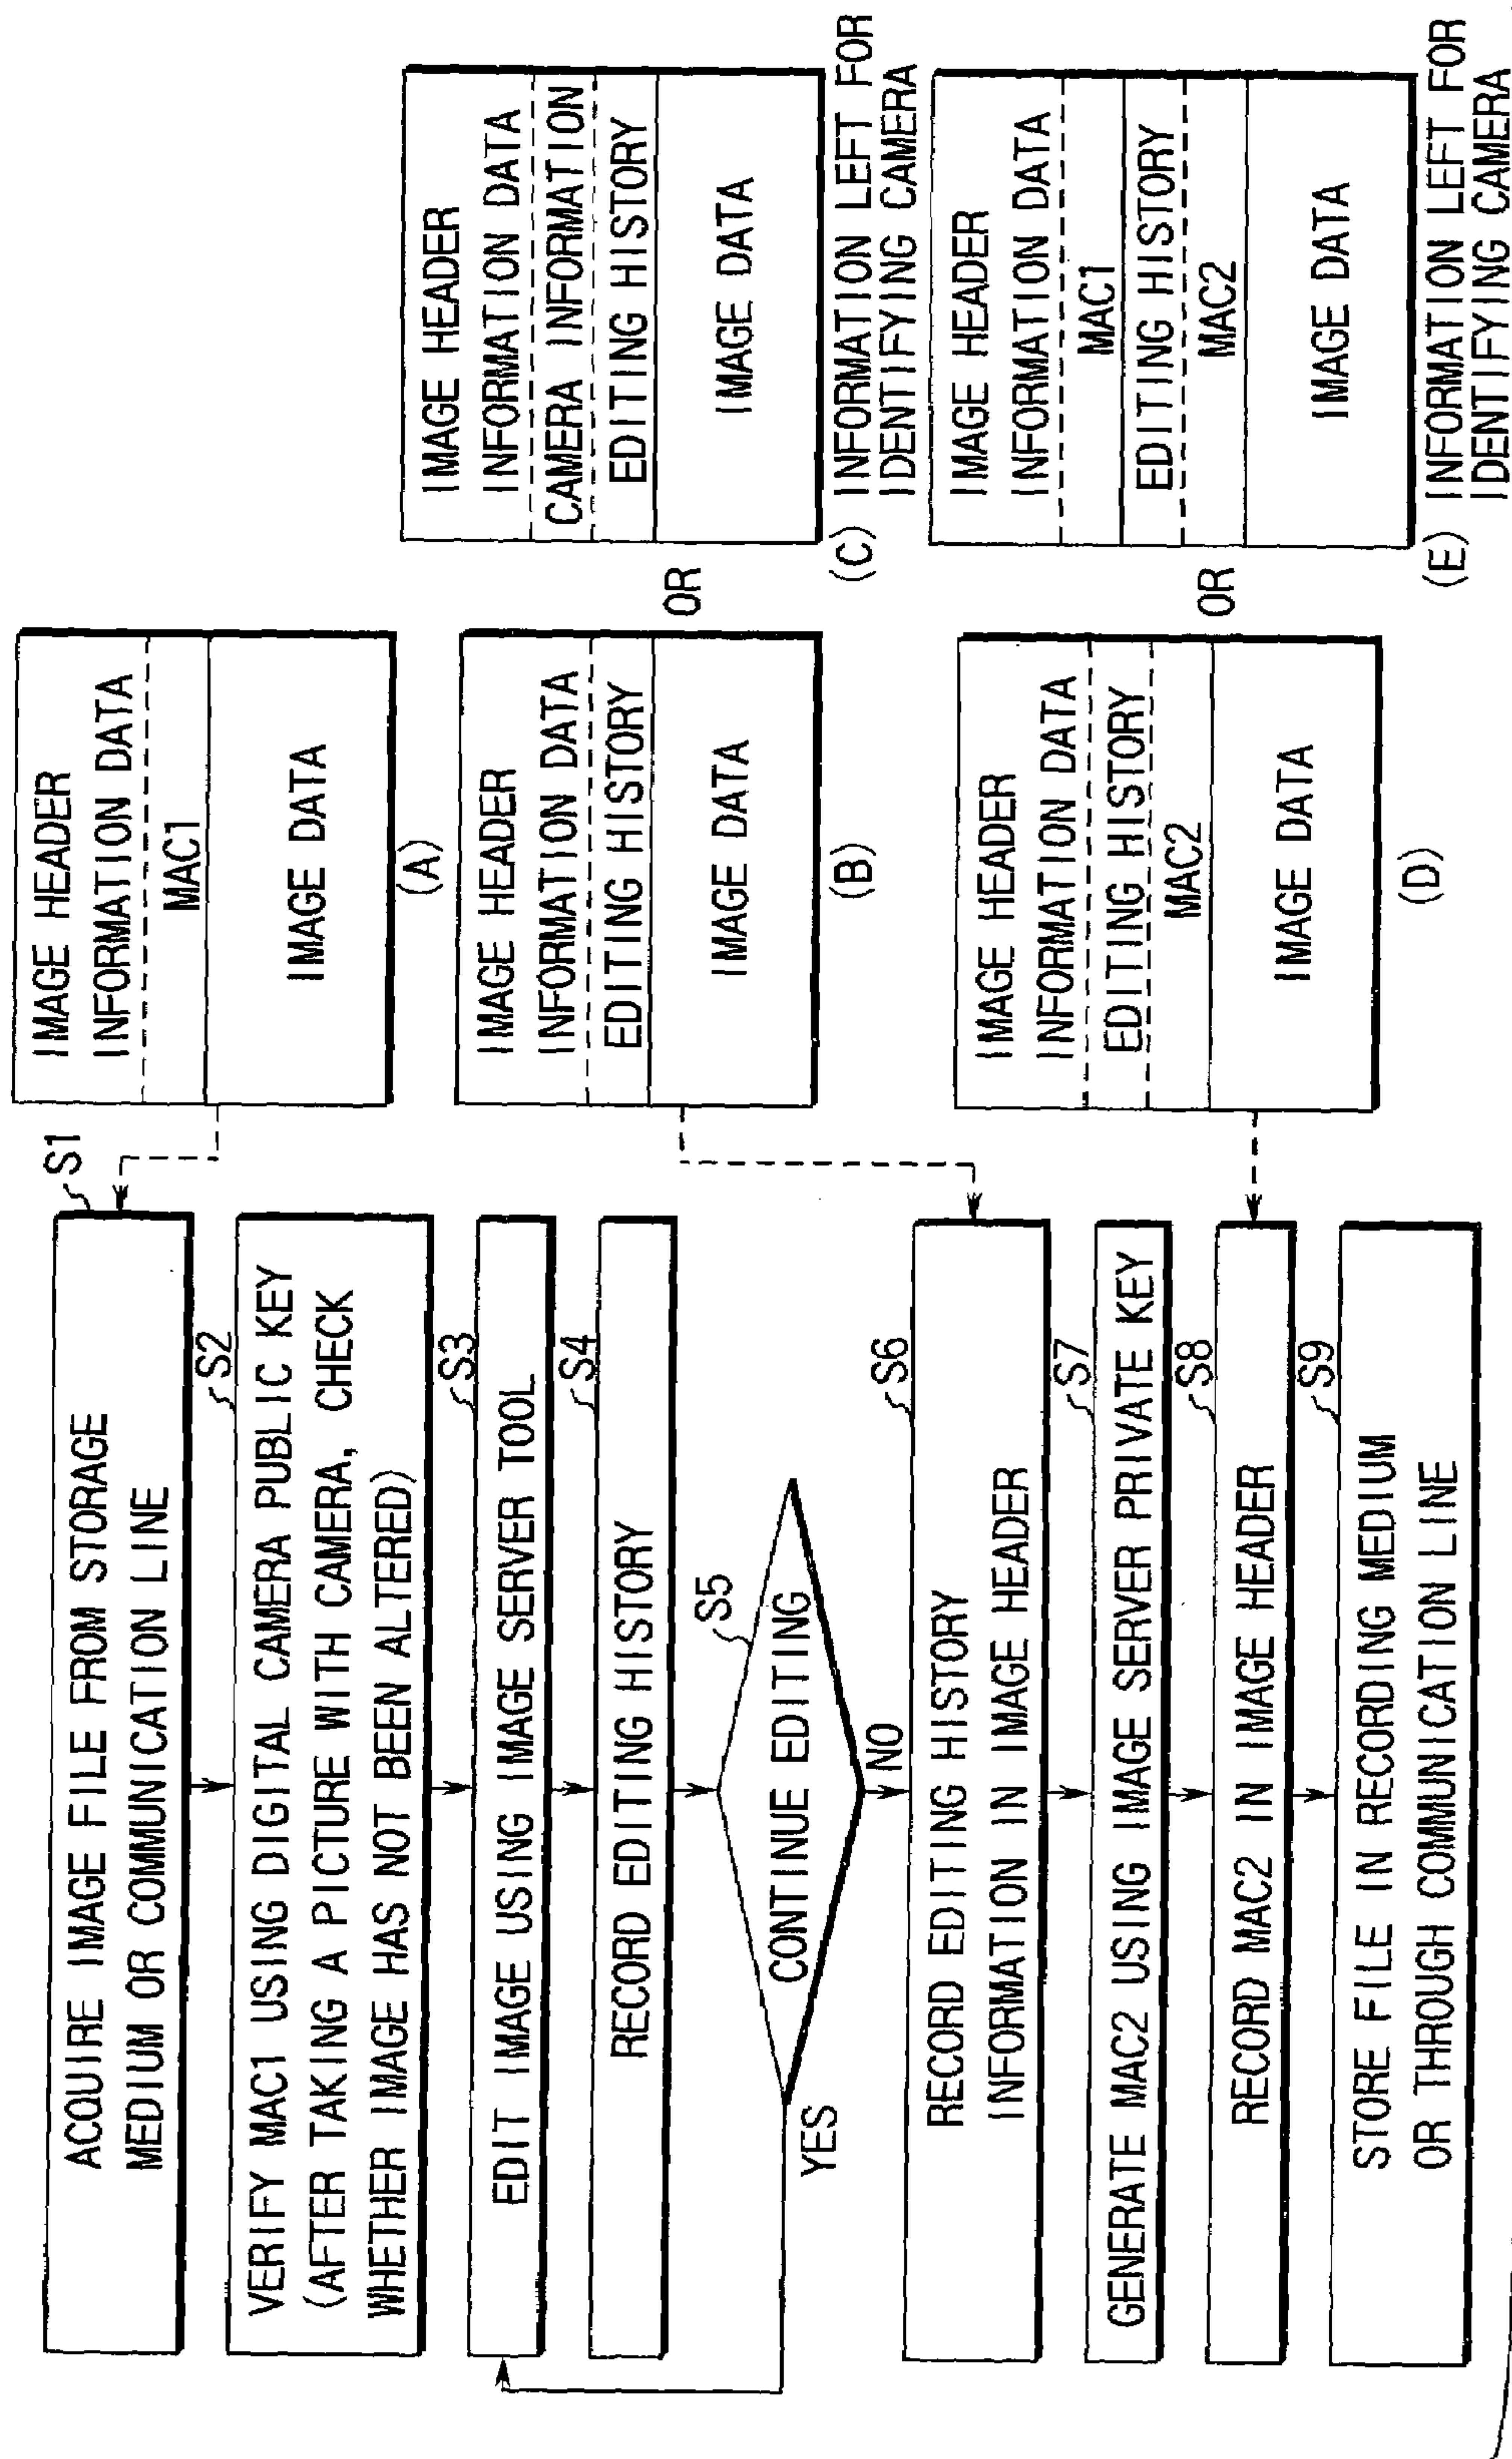 S1
ACQUIRE IMAGE FILE FROM STORAGE
MEDIUM OR COMMUNICATION LINE
S2
VERIFY MAC1 USING DIGITAL CAMERA PUBLIC KEY
(AFTER TAKING A PICTURE WITH CAMERA, CHECK
WHETHER IMAGE HAS NOT BEEN ALTERED)
S3
EDIT IMAGE USING IMAGE SERVER TOOL
S4
RECORD EDITING HISTORY
S5
CONTINUE EDITING
YES
NO
S6
RECORD EDITING HISTORY
INFORMATION IN IMAGE HEADER
S7
GENERATE MAC2 USING IMAGE SERVER PRIVATE KEY
S8
RECORD MAC2 IN IMAGE HEADER
S9
STORE FILE IN RECORDING MEDIUM
OR THROUGH COMMUNICATION LINE
IMAGE HEADER
INFORMATION DATA
MAC1
IMAGE DATA
(A)
IMAGE HEADER
INFORMATION DATA
EDITING HISTORY
IMAGE DATA
(B)
OR
IMAGE HEADER
INFORMATION DATA
CAMERA INFORMATION
EDITING HISTORY
IMAGE DATA
(C) INFORMATION LEFT FOR
IDENTIFYING CAMERA
IMAGE HEADER
INFORMATION DATA
EDITING HISTORY
MAC2
IMAGE DATA
(D)
OR
IMAGE HEADER
INFORMATION DATA
MAC1
EDITING HISTORY
MAC2
IMAGE DATA
(E) INFORMATION LEFT FOR
IDENTIFYING CAMERA